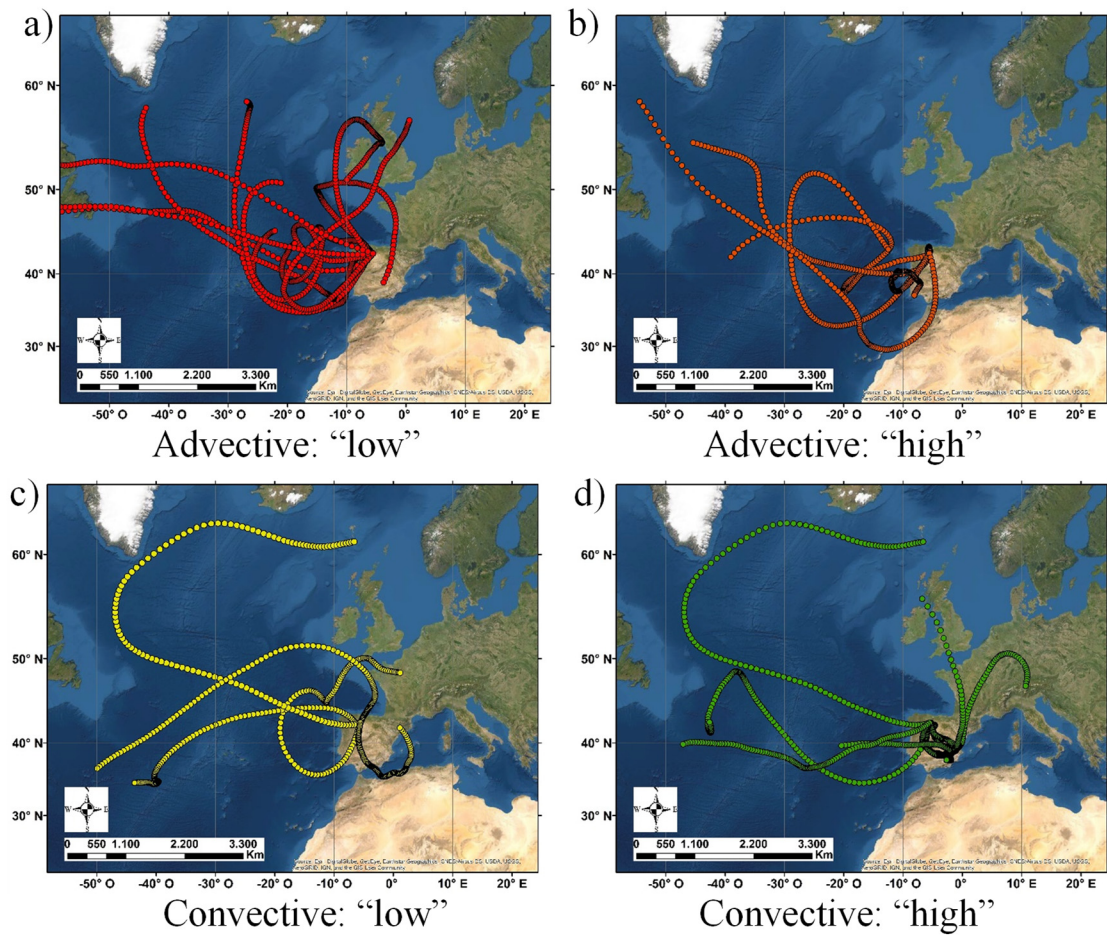 a)
60° N
50° N
40° N
30° N
N
W E
S
0 550 1.100 2.200 3.300
Km
-50 O -40 O -30 O -20 O -10 O 0° 10° E 20° E
Advective: “low”
b)
60° N
50° N
40° N
30° N
N
W E
S
0 550 1.100 2.200 3.300
Km
-50 O -40 O -30 O -20 O -10 O 0° 10° E 20° E
Advective: “high”
c)
60° N
50° N
40° N
30° N
N
W E
S
0 550 1.100 2.200 3.300
Km
-50 O -40 O -30 O -20 O -10 O 0° 10° E 20° E
Convective: “low”
d)
60° N
50° N
40° N
30° N
N
W E
S
0 550 1.100 2.200 3.300
Km
-50 O -40 O -30 O -20 O -10 O 0° 10° E 20° E
Convective: “high”